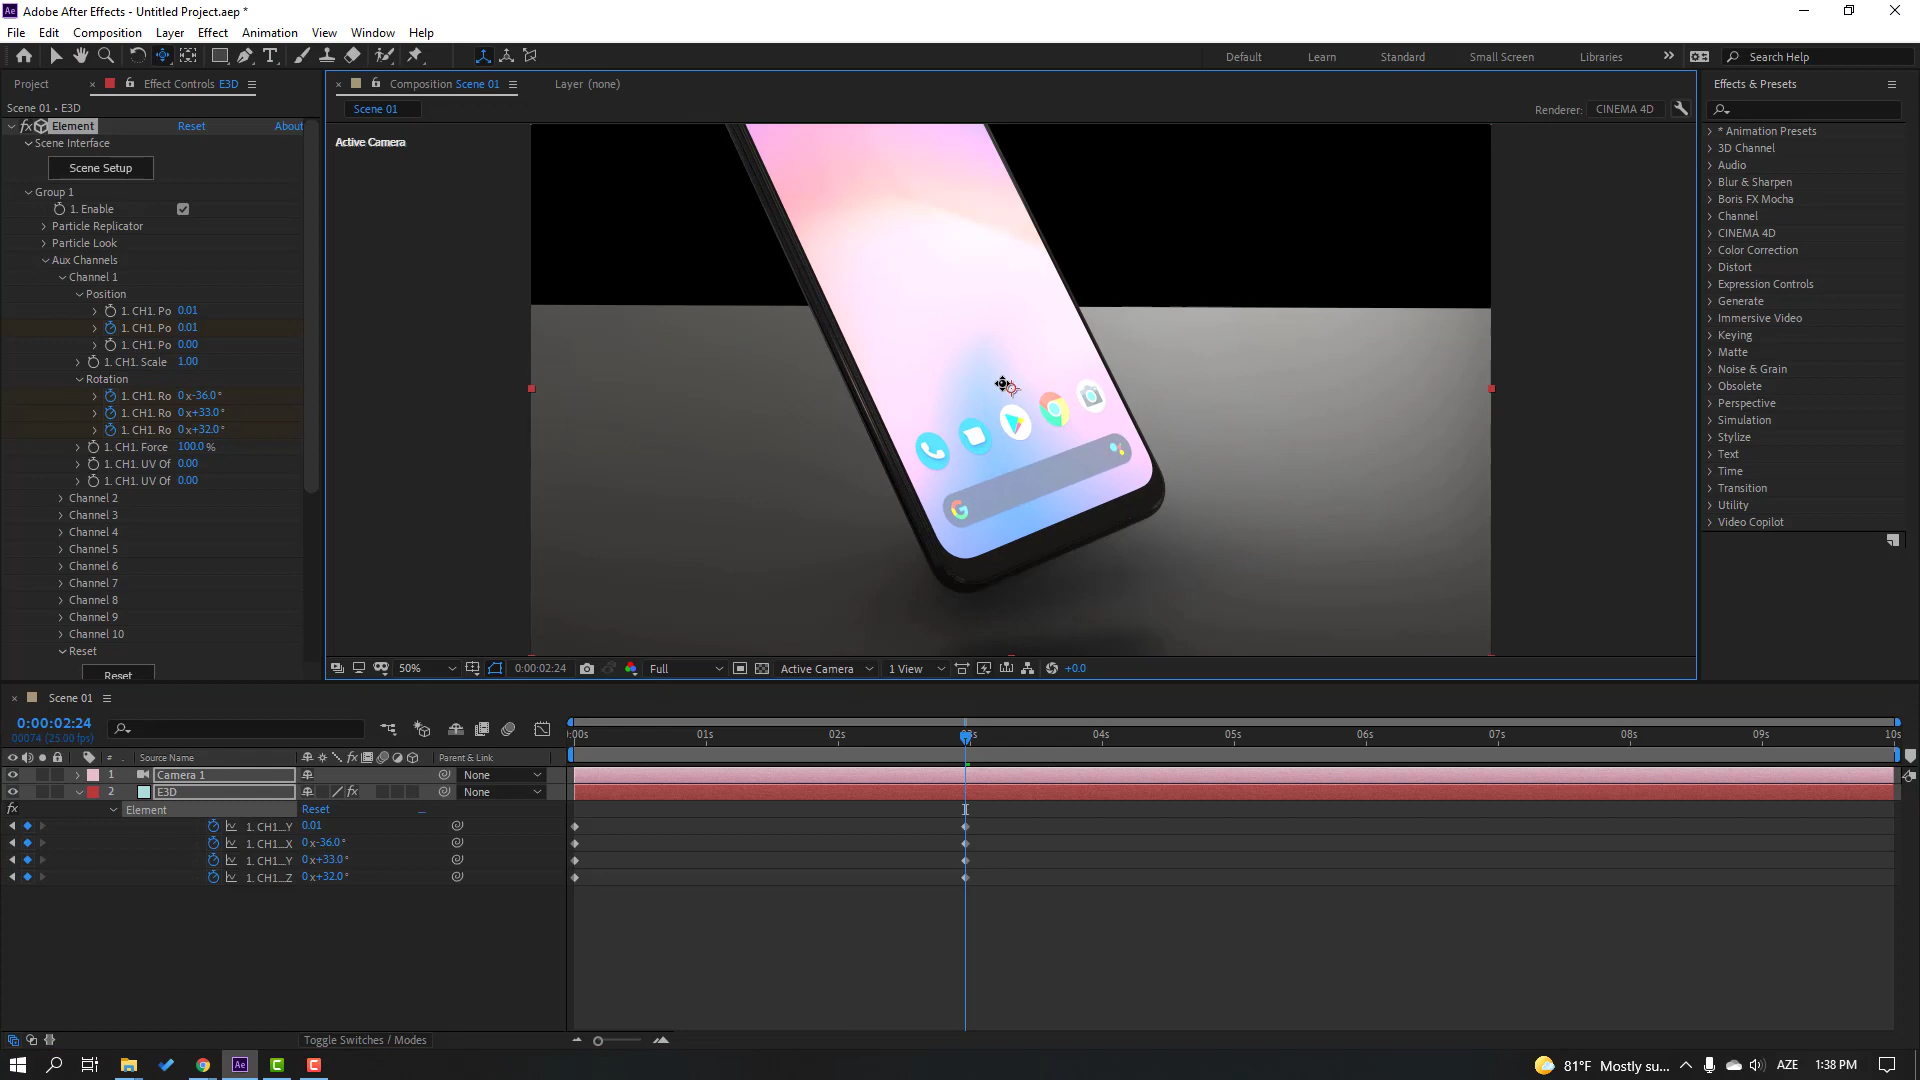 Adobe After Effects - Untitled Project.aep *
File Edit Composition Layer Effect Animation View Window Help
Default Learn Standard Small Screen Libraries Search Help
Project Effect Controls E3D Composition Scene 01 Layer (none) Effects & Presets
Scene 01 • E3D
Scene 01
Renderer: CINEMA 4D
fx Element Reset About
Active Camera
Scene Interface
Scene Setup
Group 1
1. Enable
Particle Replicator
Particle Look
Aux Channels
Channel 1
Position
1. CH1. Po 0.01
1. CH1. Po 0.01
1. CH1. Po 0.00
1. CH1. Scale 1.00
Rotation
1. CH1. Ro 0x-36.0°
1. CH1. Ro 0x+33.0°
1. CH1. Ro 0x+32.0°
1. CH1. Force 100.0 %
1. CH1. UV Of 0.00
1. CH1. UV Of 0.00
Channel 2
Channel 3
Channel 4
Channel 5
Channel 6
Channel 7
Channel 8
Channel 9
Channel 10
Reset
Reset
G
* Animation Presets
3D Channel
Audio
Blur & Sharpen
Boris FX Mocha
Channel
CINEMA 4D
Color Correction
Distort
Expression Controls
Generate
Immersive Video
Keying
Matte
Noise & Grain
Obsolete
Perspective
Simulation
Stylize
Text
Time
Transition
Utility
Video Copilot
50% 0:00:02:24 Full Active Camera 1 View +0.0
Scene 01
0:00:02:24
00074 (25.00 fps)
:00s 01s 02s 03s 04s 05s 06s 07s 08s 09s 10s
# . Source Name fx Parent & Link
1 Camera 1 None
2 E3D fx None
fx Element Reset ...
1. CH1...Y 0.01
1. CH1...X 0x-36.0°
1. CH1...Y 0x+33.0°
1. CH1...Z 0x+32.0°
Toggle Switches / Modes
Ae C C 81°F Mostly su... AZE 1:38 PM